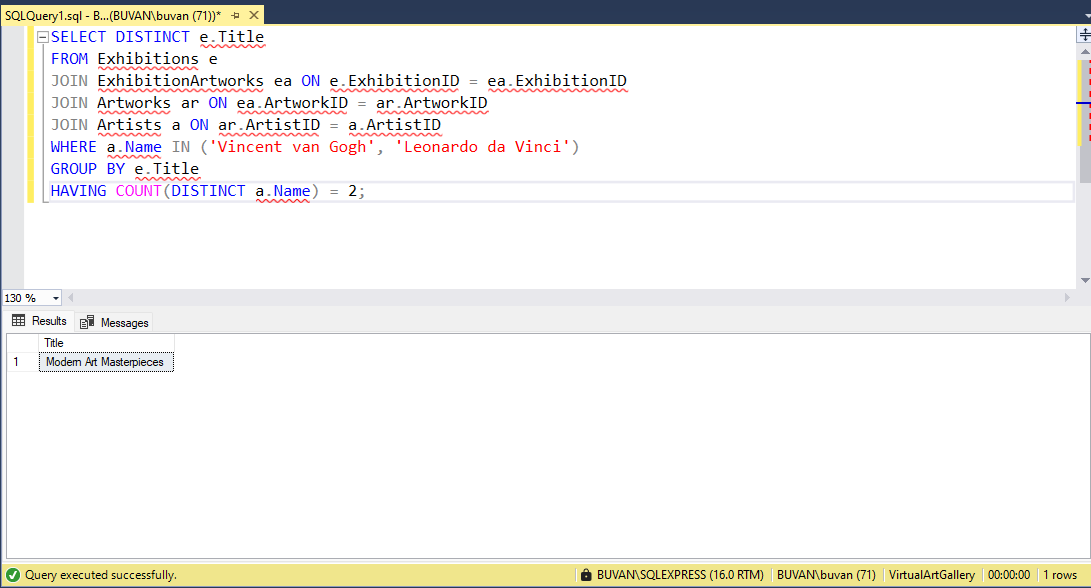 SQLQuery1.sql - B...(BUVAN\buvan (71))*
SELECT DISTINCT e.Title
FROM Exhibitions e
JOIN ExhibitionArtworks ea ON e.ExhibitionID = ea.ExhibitionID
JOIN Artworks ar ON ea.ArtworkID = ar.ArtworkID
JOIN Artists a ON ar.ArtistID = a.ArtistID
WHERE a.Name IN ('Vincent van Gogh', 'Leonardo da Vinci')
GROUP BY e.Title
HAVING COUNT(DISTINCT a.Name) = 2;
130 %
Results Messages
Title
1 Modern Art Masterpieces
Query executed successfully. BUVAN\SQLEXPRESS (16.0 RTM) BUVAN\buvan (71) VirtualArtGallery 00:00:00 1 rows